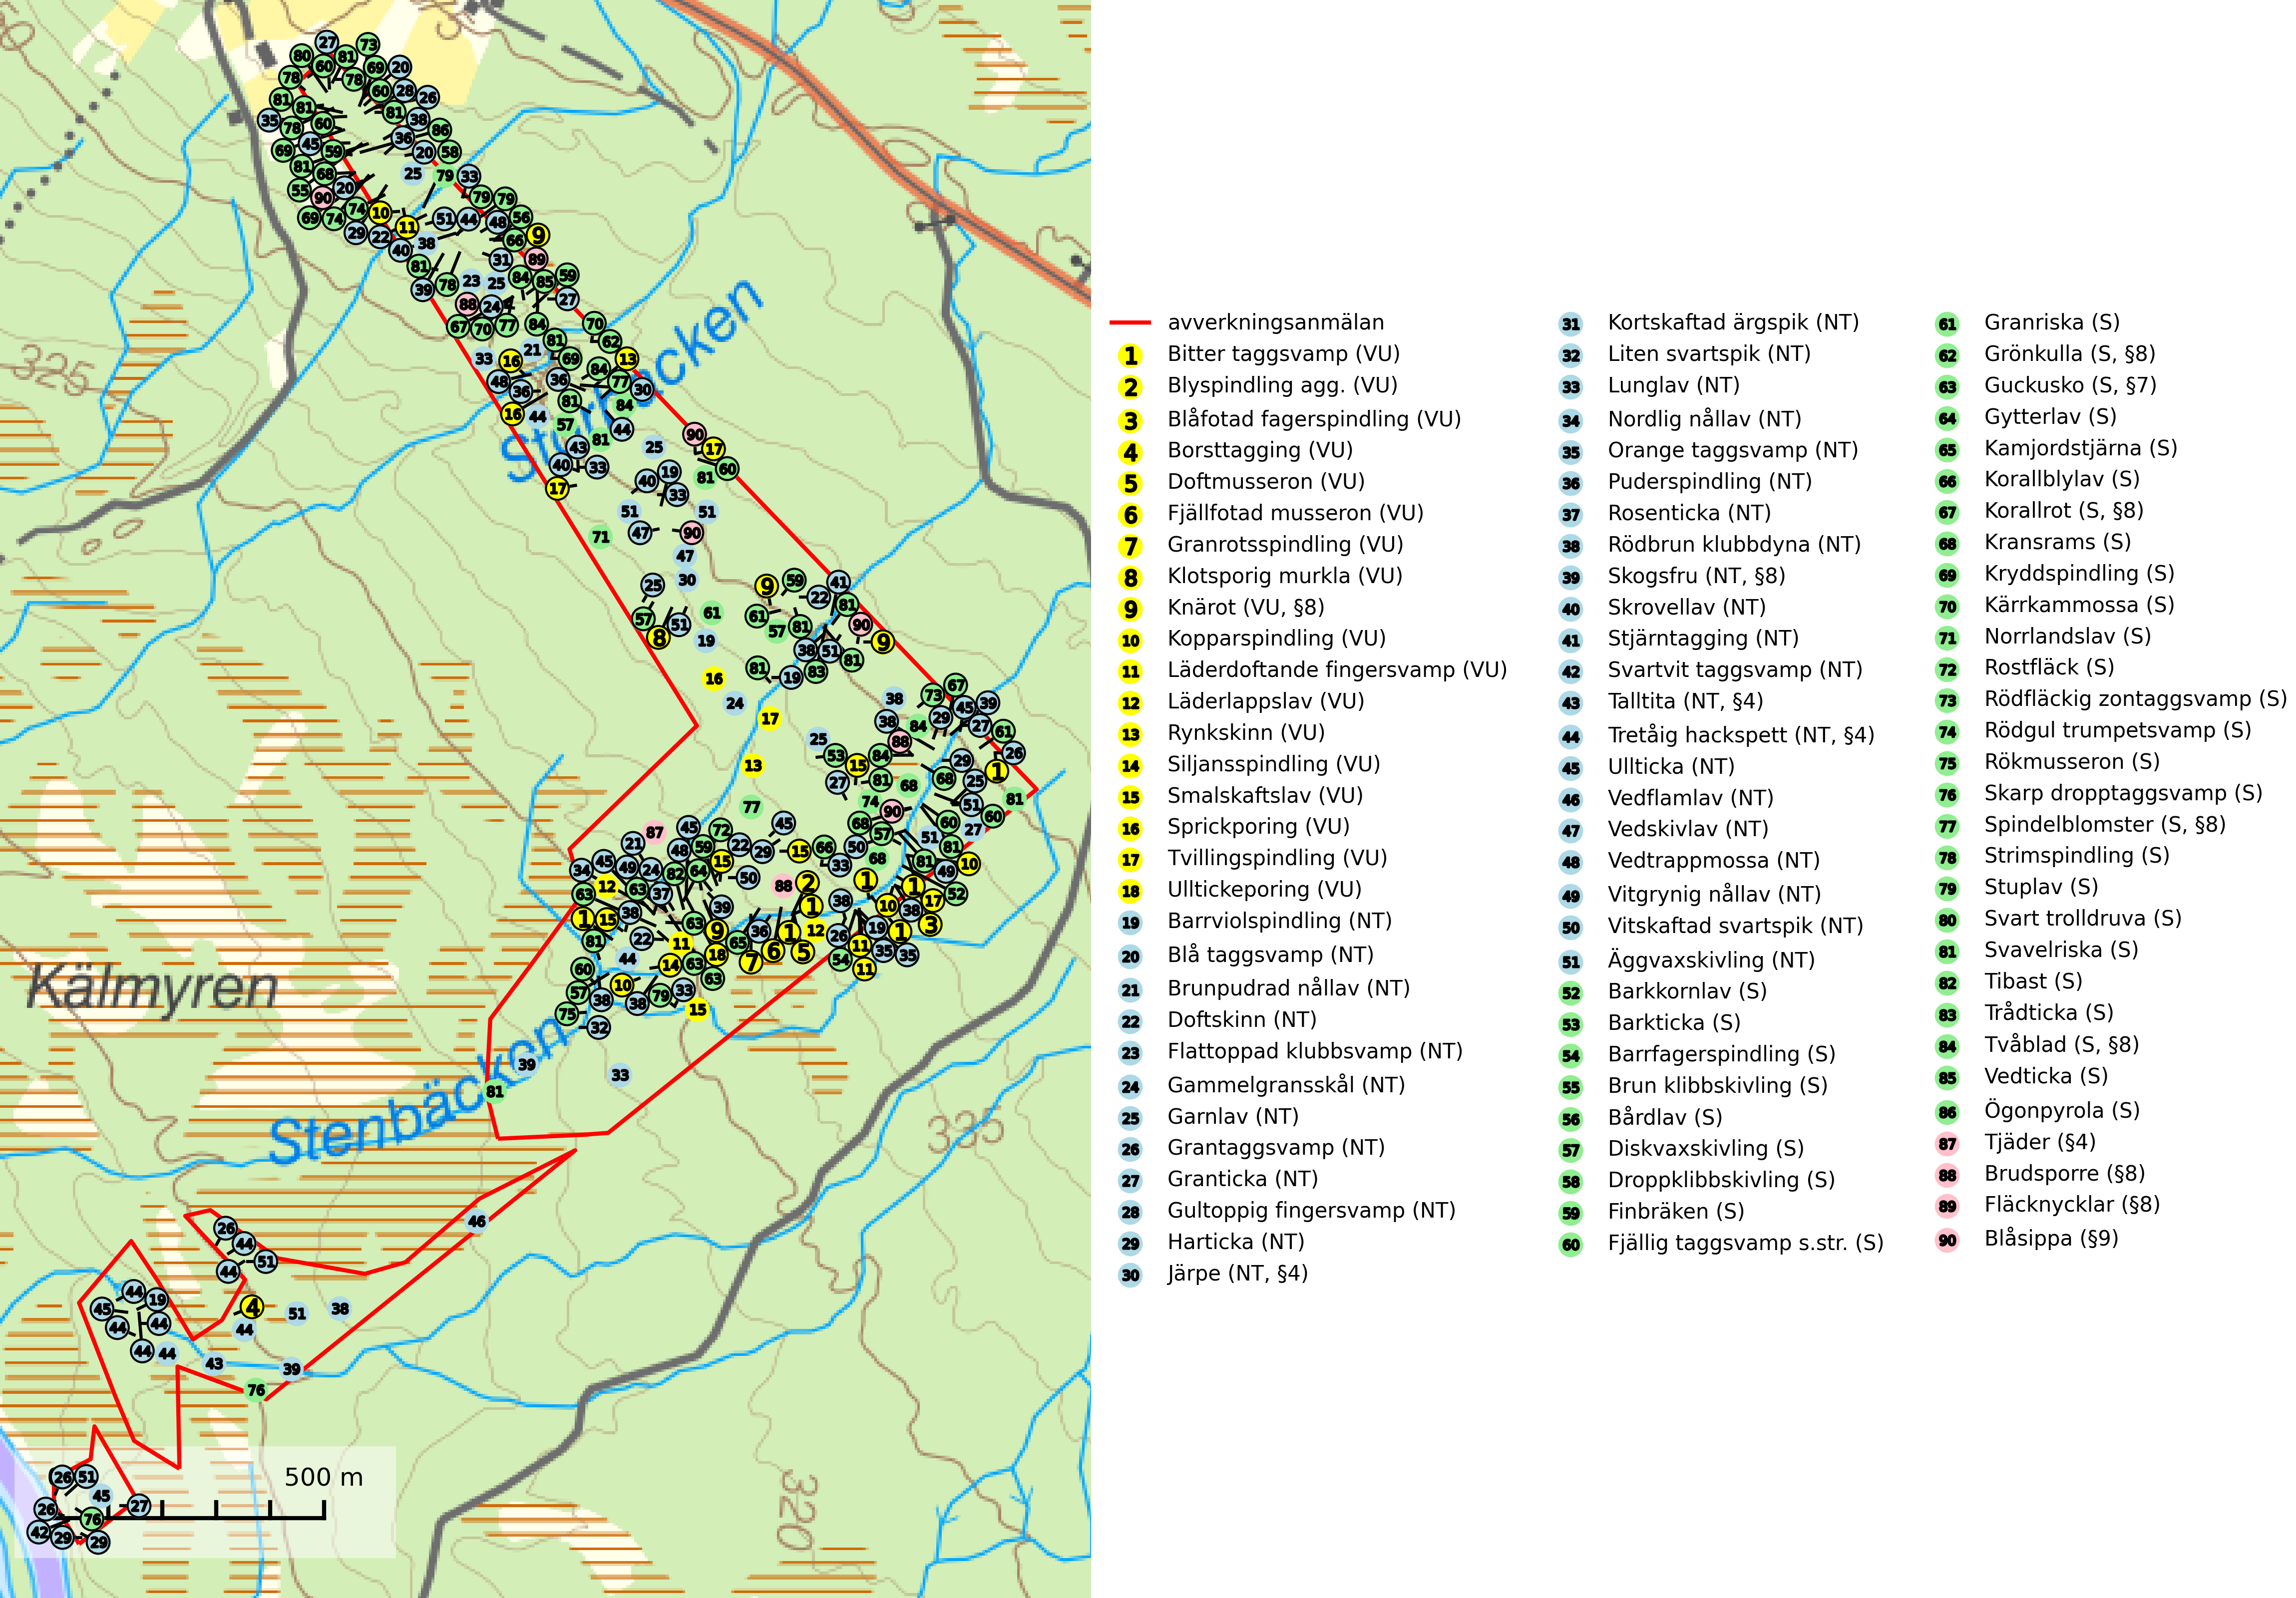 325
Sturbäcken
Kälmyren
Stenbäcken
335
320
500 m
avverkningsanmälan
1 Bitter taggsvamp (VU)
2 Blyspindling agg. (VU)
3 Blåfotad fagerspindling (VU)
4 Borsttagging (VU)
5 Doftmusseron (VU)
6 Fjällfotad musseron (VU)
7 Granrotsspindling (VU)
8 Klotsporig murkla (VU)
9 Knärot (VU, §8)
10 Kopparspindling (VU)
11 Läderdoftande fingersvamp (VU)
12 Läderlappslav (VU)
13 Rynkskinn (VU)
14 Siljansspindling (VU)
15 Smalskaftslav (VU)
16 Sprickporing (VU)
17 Tvillingspindling (VU)
18 Ulltickeporing (VU)
19 Barrviolspindling (NT)
20 Blå taggsvamp (NT)
21 Brunpudrad nållav (NT)
22 Doftskinn (NT)
23 Flattoppad klubbsvamp (NT)
24 Gammelgransskål (NT)
25 Garnlav (NT)
26 Grantaggsvamp (NT)
27 Granticka (NT)
28 Gultoppig fingersvamp (NT)
29 Harticka (NT)
30 Järpe (NT, §4)
31 Kortskaftad ärgspik (NT)
32 Liten svartspik (NT)
33 Lunglav (NT)
34 Nordlig nållav (NT)
35 Orange taggsvamp (NT)
36 Puderspindling (NT)
37 Rosenticka (NT)
38 Rödbrun klubbdyna (NT)
39 Skogsfru (NT, §8)
40 Skrovellav (NT)
41 Stjärntagging (NT)
42 Svartvit taggsvamp (NT)
43 Talltita (NT, §4)
44 Tretåig hackspett (NT, §4)
45 Ullticka (NT)
46 Vedflamlav (NT)
47 Vedskivlav (NT)
48 Vedtrappmossa (NT)
49 Vitgrynig nållav (NT)
50 Vitskaftad svartspik (NT)
51 Äggvaxskivling (NT)
52 Barkkornlav (S)
53 Barkticka (S)
54 Barrfagerspindling (S)
55 Brun klibbskivling (S)
56 Bårdlav (S)
57 Diskvaxskivling (S)
58 Droppklibbskivling (S)
59 Finbräken (S)
60 Fjällig taggsvamp s.str. (S)
61 Granriska (S)
62 Grönkulla (S, §8)
63 Guckusko (S, §7)
64 Gytterlav (S)
65 Kamjordstjärna (S)
66 Korallblylav (S)
67 Korallrot (S, §8)
68 Kransrams (S)
69 Kryddspindling (S)
70 Kärrkammossa (S)
71 Norrlandslav (S)
72 Rostfläck (S)
73 Rödfläckig zontaggsvamp (S)
74 Rödgul trumpetsvamp (S)
75 Rökmusseron (S)
76 Skarp dropptaggsvamp (S)
77 Spindelblomster (S, §8)
78 Strimspindling (S)
79 Stuplav (S)
80 Svart trolldruva (S)
81 Svavelriska (S)
82 Tibast (S)
83 Trådticka (S)
84 Tvåblad (S, §8)
85 Vedticka (S)
86 Ögonpyrola (S)
87 Tjäder (§4)
88 Brudsporre (§8)
89 Fläcknycklar (§8)
90 Blåsippa (§9)